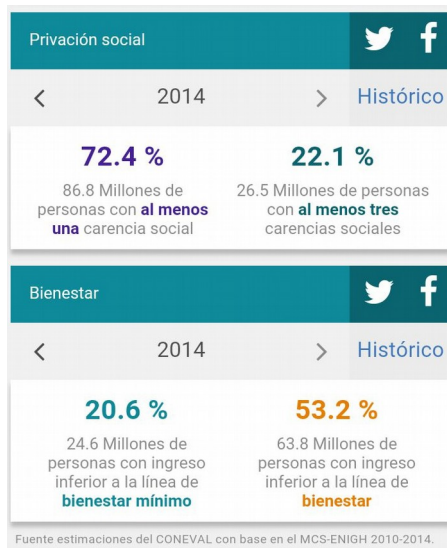 Privación social
2014
Histórico
72.4 %
86.8 Millones de
personas con al menos
una carencia social
22.1 %
26.5 Millones de personas
con al menos tres
carencias sociales
Bienestar
2014
Histórico
20.6 %
24.6 Millones de
personas con ingreso
inferior a la línea de
bienestar mínimo
53.2 %
63.8 Millones de
personas con ingreso
inferior a la línea de
bienestar
Fuente estimaciones del CONEVAL con base en el MCS-ENIGH 2010-2014.